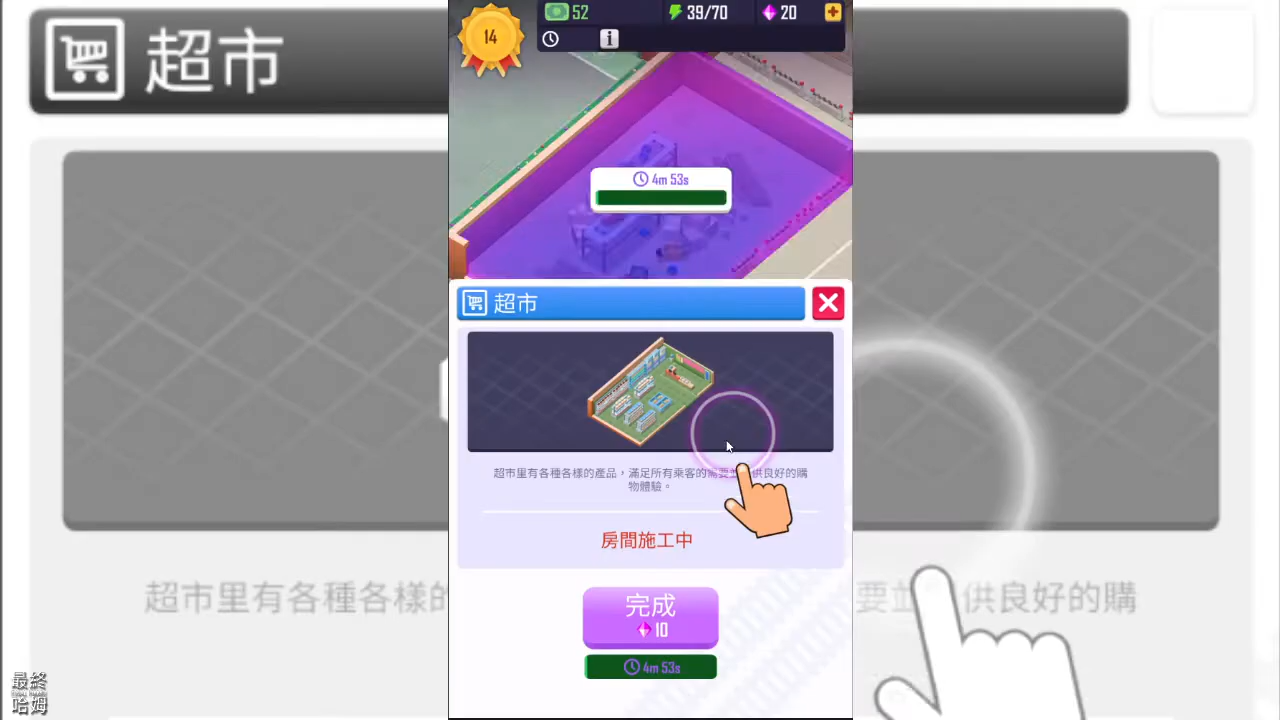 超市
14
52
39/70
20
i
4m 53s
超市
超市里有各種各樣的產品，滿足所有乘客的需要並 供良好的購
物體驗。
房間施工中
完成
10
4m 53s
超市里有各種各樣的
要並 供良好的購
最終
哈姆